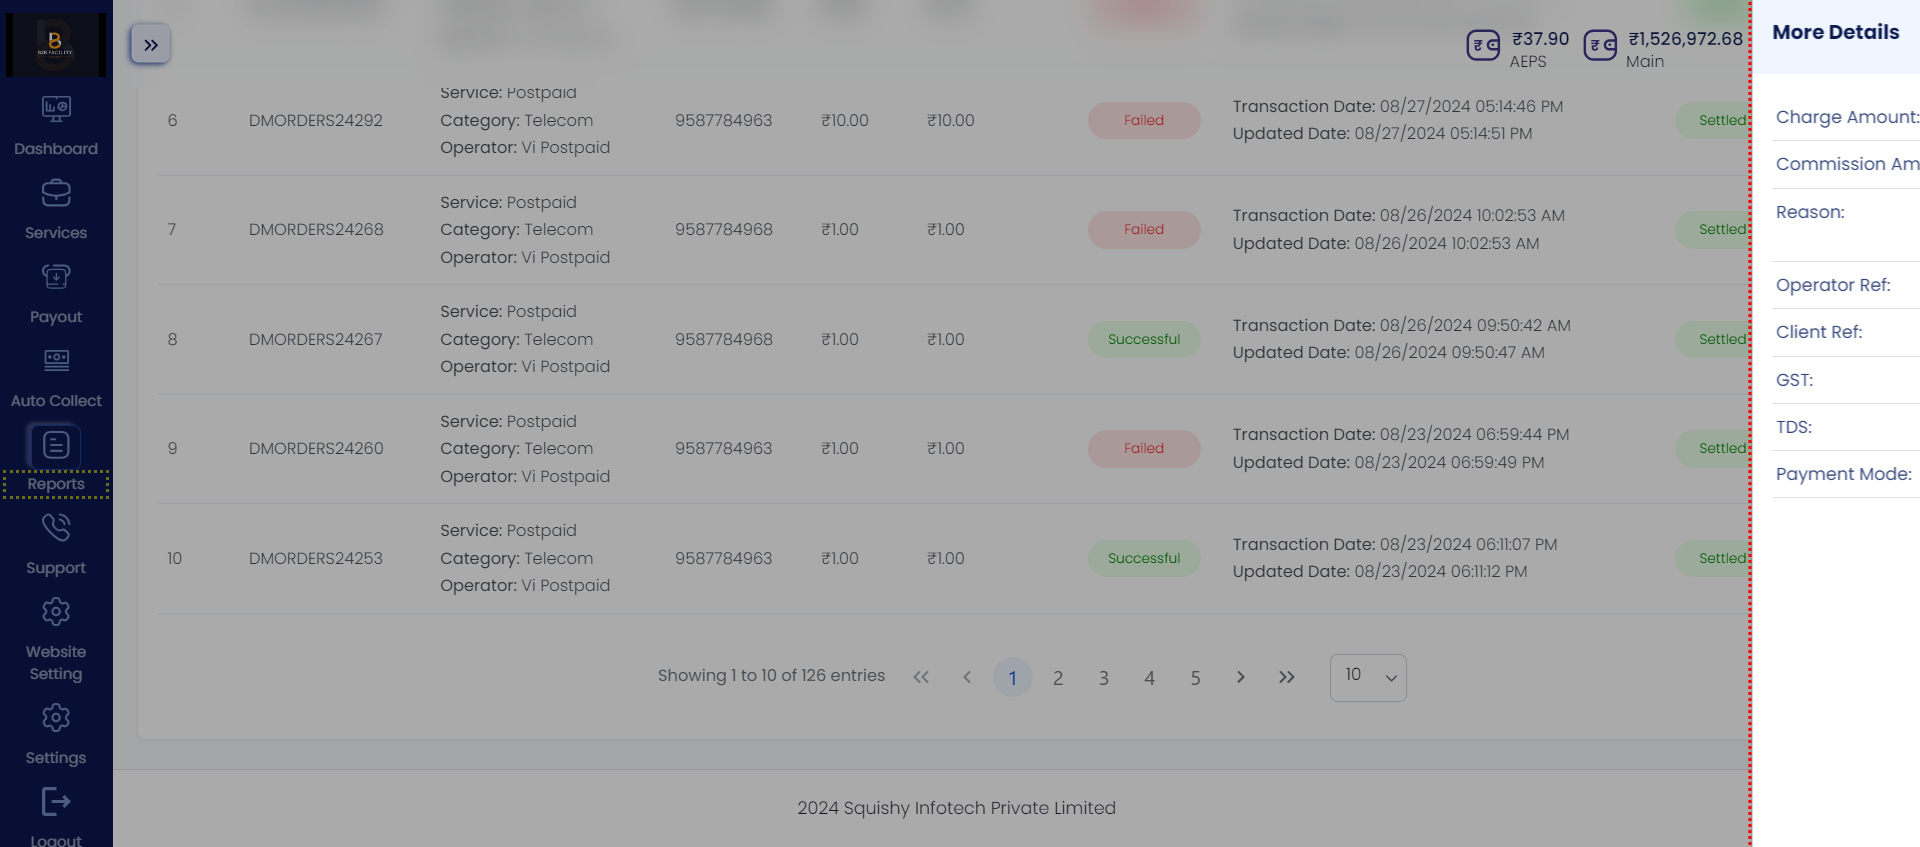 B2B FACILITY
Dashboard
Services
Payout
Auto Collect
Reports
Support
Website
Setting
Settings
Logout
₹37.90
AEPS
₹1,526,972.68
Main
6 DMORDERS24292 Service: Postpaid Category: Telecom Operator: Vi Postpaid 9587784963 ₹10.00 ₹10.00 Failed Transaction Date: 08/27/2024 05:14:46 PM Updated Date: 08/27/2024 05:14:51 PM Settled
7 DMORDERS24268 Service: Postpaid Category: Telecom Operator: Vi Postpaid 9587784968 ₹1.00 ₹1.00 Failed Transaction Date: 08/26/2024 10:02:53 AM Updated Date: 08/26/2024 10:02:53 AM Settled
8 DMORDERS24267 Service: Postpaid Category: Telecom Operator: Vi Postpaid 9587784968 ₹1.00 ₹1.00 Successful Transaction Date: 08/26/2024 09:50:42 AM Updated Date: 08/26/2024 09:50:47 AM Settled
9 DMORDERS24260 Service: Postpaid Category: Telecom Operator: Vi Postpaid 9587784963 ₹1.00 ₹1.00 Failed Transaction Date: 08/23/2024 06:59:44 PM Updated Date: 08/23/2024 06:59:49 PM Settled
10 DMORDERS24253 Service: Postpaid Category: Telecom Operator: Vi Postpaid 9587784963 ₹1.00 ₹1.00 Successful Transaction Date: 08/23/2024 06:11:07 PM Updated Date: 08/23/2024 06:11:12 PM Settled
Showing 1 to 10 of 126 entries 1 2 3 4 5 10
2024 Squishy Infotech Private Limited
More Details
Charge Amount:
Commission Am
Reason:
Operator Ref:
Client Ref:
GST:
TDS:
Payment Mode: